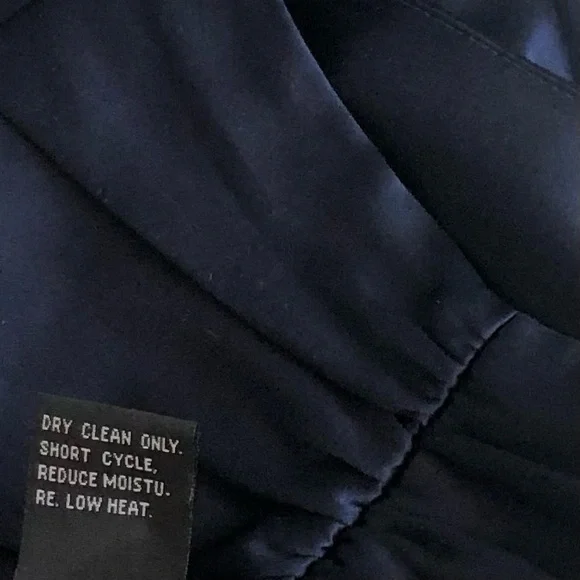 DRY CLEAN ONLY.
SHORT CYCLE,
REDUCE MOISTU.
RE. LOW HEAT.